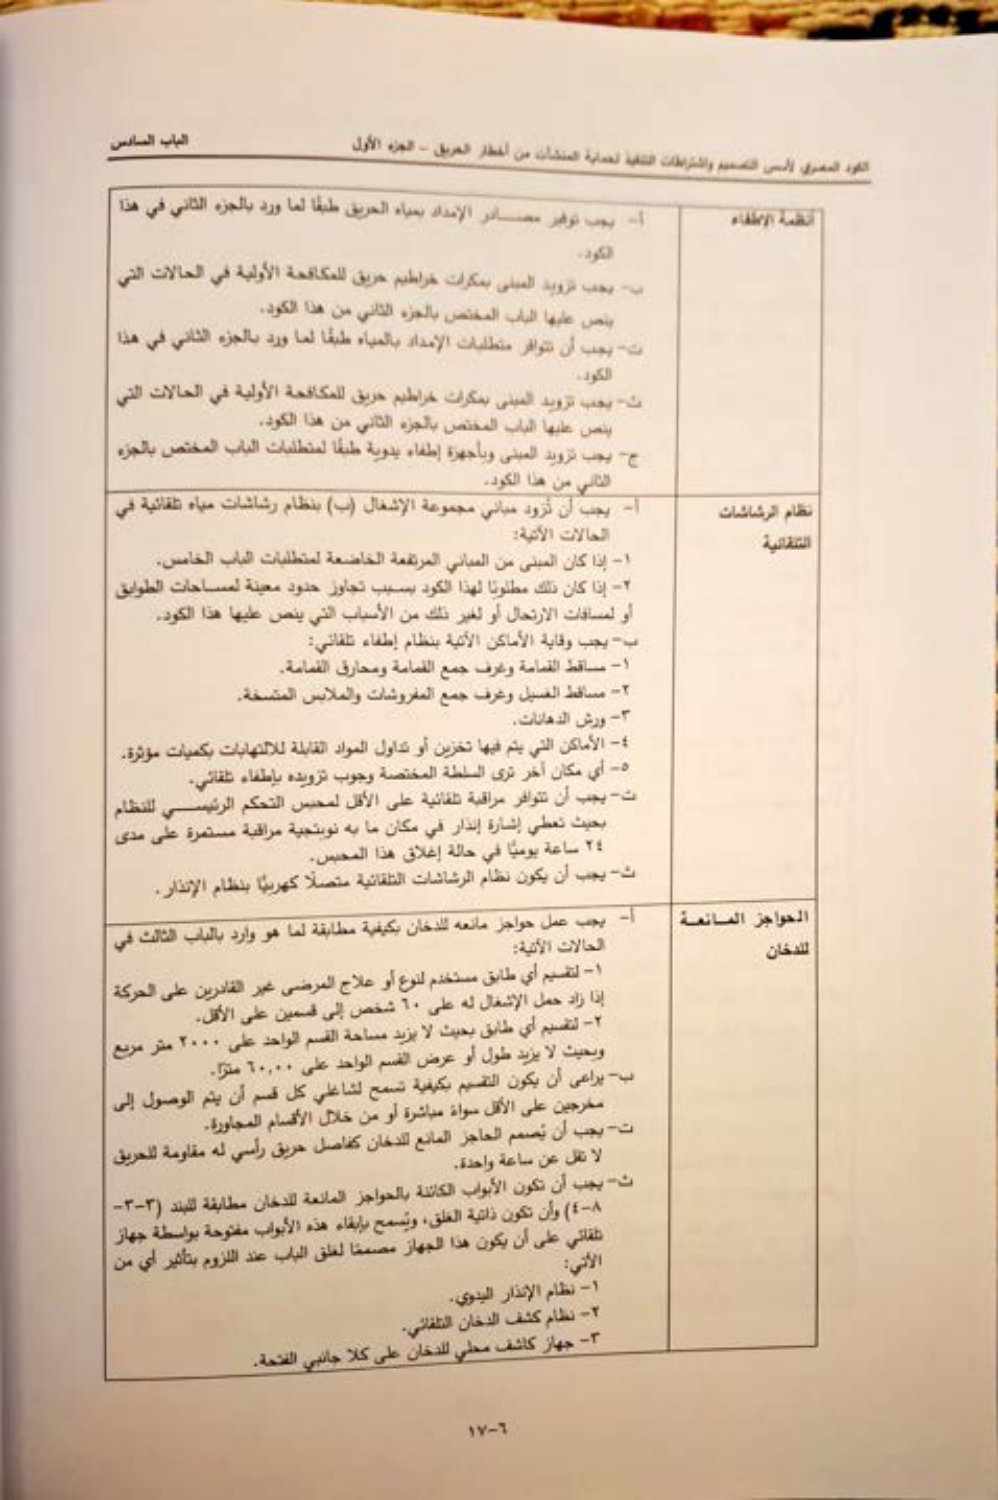 الكود المصري لأسس التصميم واشتراطات التنفيذ لحماية المنشآت من أخطار الحريق – الجزء الأول
الباب السادس
أنظمة الإطفاء
أ- يجب توفير مصادر الإمداد بمياه الحريق طبقًا لما ورد بالجزء الثاني في هذا
الكود.
ب- يجب تزويد المبنى بمكرات خراطيم حريق للمكافحة الأولية في الحالات التي
ينص عليها الباب المختص بالجزء الثاني من هذا الكود.
ت- يجب أن تتوافر متطلبات الإمداد بالمياه طبقًا لما ورد بالجزء الثاني في هذا
الكود.
ث- يجب تزويد المبنى بمكرات خراطيم حريق للمكافحة الأولية في الحالات التي
ينص عليها الباب المختص بالجزء الثاني من هذا الكود.
ج- يجب تزويد المبنى وبأجهزة إطفاء يدوية طبقًا لمتطلبات الباب المختص بالجزء
الثاني من هذا الكود.
نظام الرشاشات
التلقائية
أ- يجب أن تُزود مباني مجموعة الإشغال (ب) بنظام رشاشات مياه تلقائية في
الحالات الآتية:
١- إذا كان المبنى من المباني المرتفعة الخاضعة لمتطلبات الباب الخامس.
٢- إذا كان ذلك مطلوبًا لهذا الكود بسبب تجاوز حدود معينة لمساحات الطوابق
أو لمسافات الارتحال أو لغير ذلك من الأسباب التي ينص عليها هذا الكود.
ب- يجب وقاية الأماكن الآتية بنظام إطفاء تلقائي:
١- مساقط القمامة وغرف جمع القمامة ومحارق القمامة.
٢- مساقط الغسيل وغرف جمع المفروشات والملابس المتسخة.
٣- ورش الدهانات.
٤- الأماكن التي يتم فيها تخزين أو تداول المواد القابلة للالتهابات بكميات مؤثرة.
٥- أي مكان أخر ترى السلطة المختصة وجوب تزويده بإطفاء تلقائي.
ت- يجب أن تتوافر مراقبة تلقائية على الأقل لمحبس التحكم الرئيسي للنظام
بحيث تعطي إشارة إنذار في مكان ما به نوبتجية مراقبة مستمرة على مدى
٢٤ ساعة يوميًا في حالة إغلاق هذا المحبس.
ث- يجب أن يكون نظام الرشاشات التلقائية متصلًا كهربيًا بنظام الإنذار .
الحواجز المانعة
للدخان
أ- يجب عمل حواجز مانعه للدخان بكيفية مطابقة لما هو وارد بالباب الثالث في
الحالات الآتية:
١- لتقسيم أي طابق مستخدم لنوع أو علاج المرضى غير القادرين على الحركة
إذا زاد حمل الإشغال له على ٦٠ شخص إلى قسمين على الأقل.
٢- لتقسيم أي طابق بحيث لا يزيد مساحة القسم الواحد على ٢٠٠٠ متر مربع
وبحيث لا يزيد طول أو عرض القسم الواحد على ٦٠,٠٠ مترًا.
ب- يراعى أن يكون التقسيم بكيفية تسمح لشاغلي كل قسم أن يتم الوصول إلى
مخرجين على الأقل سواءً مباشرة أو من خلال الأقسام المجاورة.
ت- يجب أن يُصمم الحاجز المانع للدخان كفاصل حريق رأسي له مقاومة للحريق
لا تقل عن ساعة واحدة.
ث- يجب أن تكون الأبواب الكائنة بالحواجز المانعة للدخان مطابقة للبند (٣-٣-
٨-٤) وأن تكون ذاتية الغلق، ويُسمح بإبقاء هذه الأبواب مفتوحة بواسطة جهاز
تلقائي على أن يكون هذا الجهاز مصممًا لغلق الباب عند اللزوم بتأثير أي من
الآتي:
١- نظام الإنذار اليدوي.
٢- نظام كشف الدخان التلقائي.
٣- جهاز كاشف محلي للدخان على كلا جانبي الفتحة.
٦-١٧